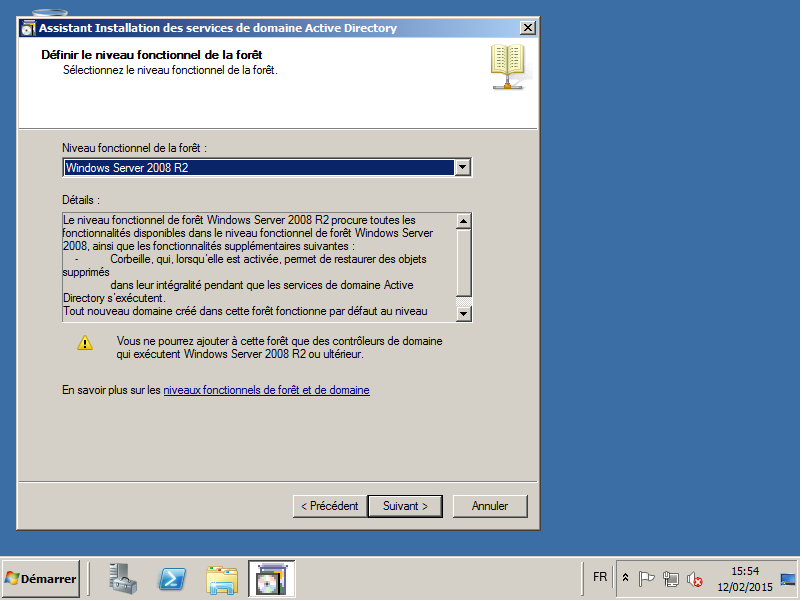 Assistant Installation des services de domaine Active Directory
Définir le niveau fonctionnel de la forêt
Sélectionnez le niveau fonctionnel de la forêt.
Niveau fonctionnel de la forêt :
Windows Server 2008 R2
Détails :
Le niveau fonctionnel de forêt Windows Server 2008 R2 procure toutes les
fonctionnalités disponibles dans le niveau fonctionnel de forêt Windows Server
2008, ainsi que les fonctionnalités supplémentaires suivantes :
- Corbeille, qui, lorsqu'elle est activée, permet de restaurer des objets
supprimés
dans leur intégralité pendant que les services de domaine Active
Directory s'exécutent.
Tout nouveau domaine créé dans cette forêt fonctionne par défaut au niveau
Vous ne pourrez ajouter à cette forêt que des contrôleurs de domaine
qui exécutent Windows Server 2008 R2 ou ultérieur.
En savoir plus sur les niveaux fonctionnels de forêt et de domaine
< Précédent
Suivant >
Annuler
Démarrer
FR
15:54
12/02/2015